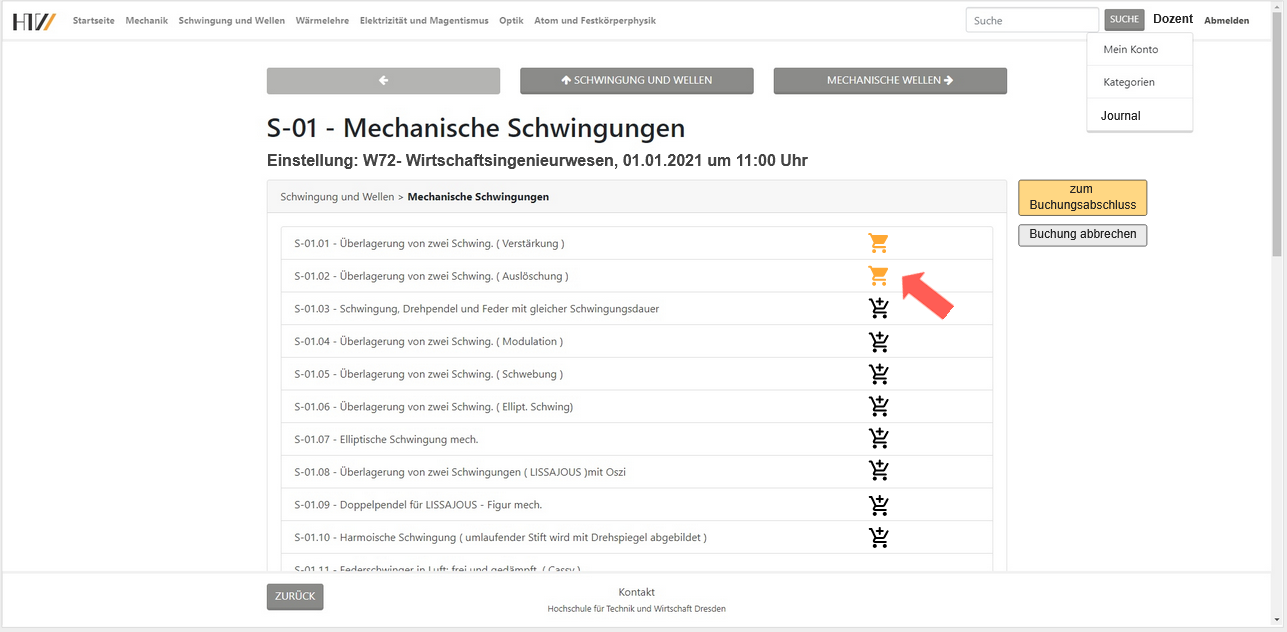 HTW Startseite Mechanik Schwingung und Wellen Wärmelehre Elektrizität und Magentismus Optik Atom und Festkörperphysik Suche SUCHE Dozent Abmelden
Mein Konto
Kategorien
Journal
SCHWINGUNG UND WELLEN MECHANISCHE WELLEN
S-01 - Mechanische Schwingungen
Einstellung: W72- Wirtschaftsingenieurwesen, 01.01.2021 um 11:00 Uhr
Schwingung und Wellen > Mechanische Schwingungen
zum
Buchungsabschluss
Buchung abbrechen
S-01.01 - Überlagerung von zwei Schwing. ( Verstärkung )
S-01.02 - Überlagerung von zwei Schwing. ( Auslöschung )
S-01.03 - Schwingung, Drehpendel und Feder mit gleicher Schwingungsdauer
S-01.04 - Überlagerung von zwei Schwing. ( Modulation )
S-01.05 - Überlagerung von zwei Schwing. ( Schwebung )
S-01.06 - Überlagerung von zwei Schwing. ( Ellipt. Schwing)
S-01.07 - Elliptische Schwingung mech.
S-01.08 - Überlagerung von zwei Schwingungen ( LISSAJOUS )mit Oszi
S-01.09 - Doppelpendel für LISSAJOUS - Figur mech.
S-01.10 - Harmoische Schwingung ( umlaufender Stift wird mit Drehspiegel abgebildet )
S-01.11 - Federschwinger in Luft: frei und gedämpft ( Cassy )
ZURÜCK
Kontakt
Hochschule für Technik und Wirtschaft Dresden